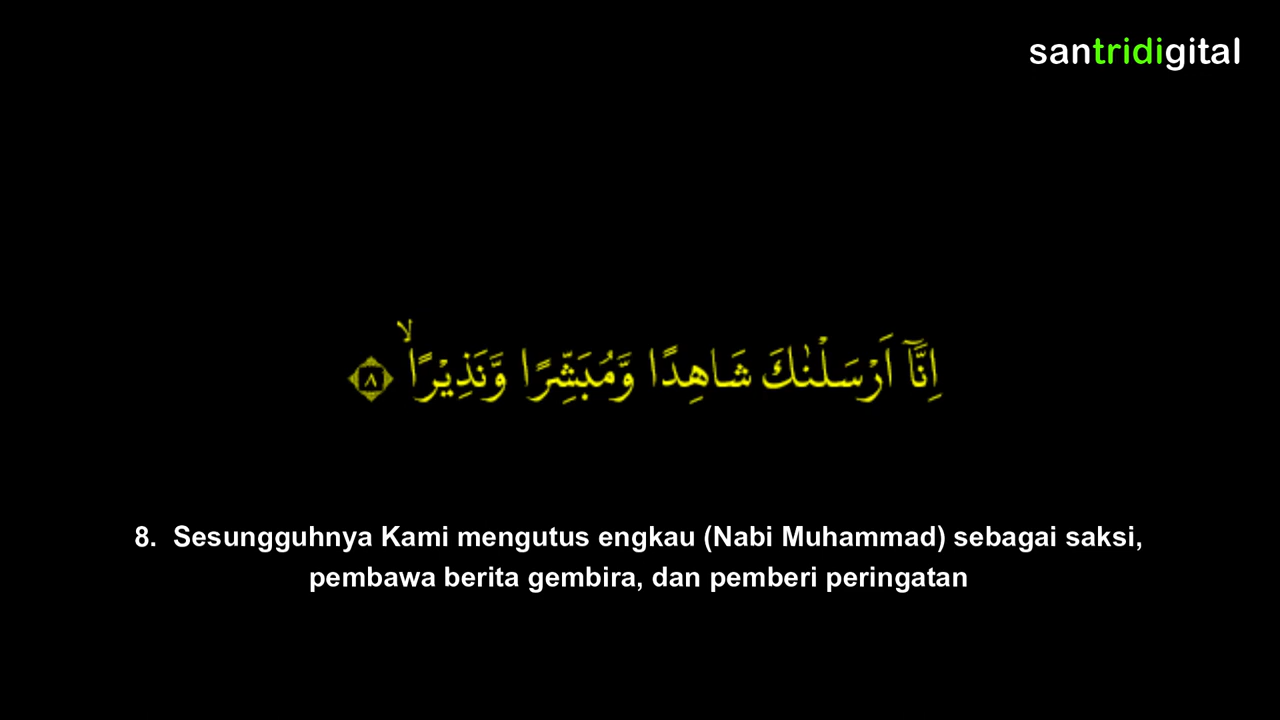 santridigital
اِنَّآ اَرْسَلْنٰكَ شَاهِدًا وَّمُبَشِّرًا وَّنَذِيْرًاۙ ٨
8. Sesungguhnya Kami mengutus engkau (Nabi Muhammad) sebagai saksi,
pembawa berita gembira, dan pemberi peringatan